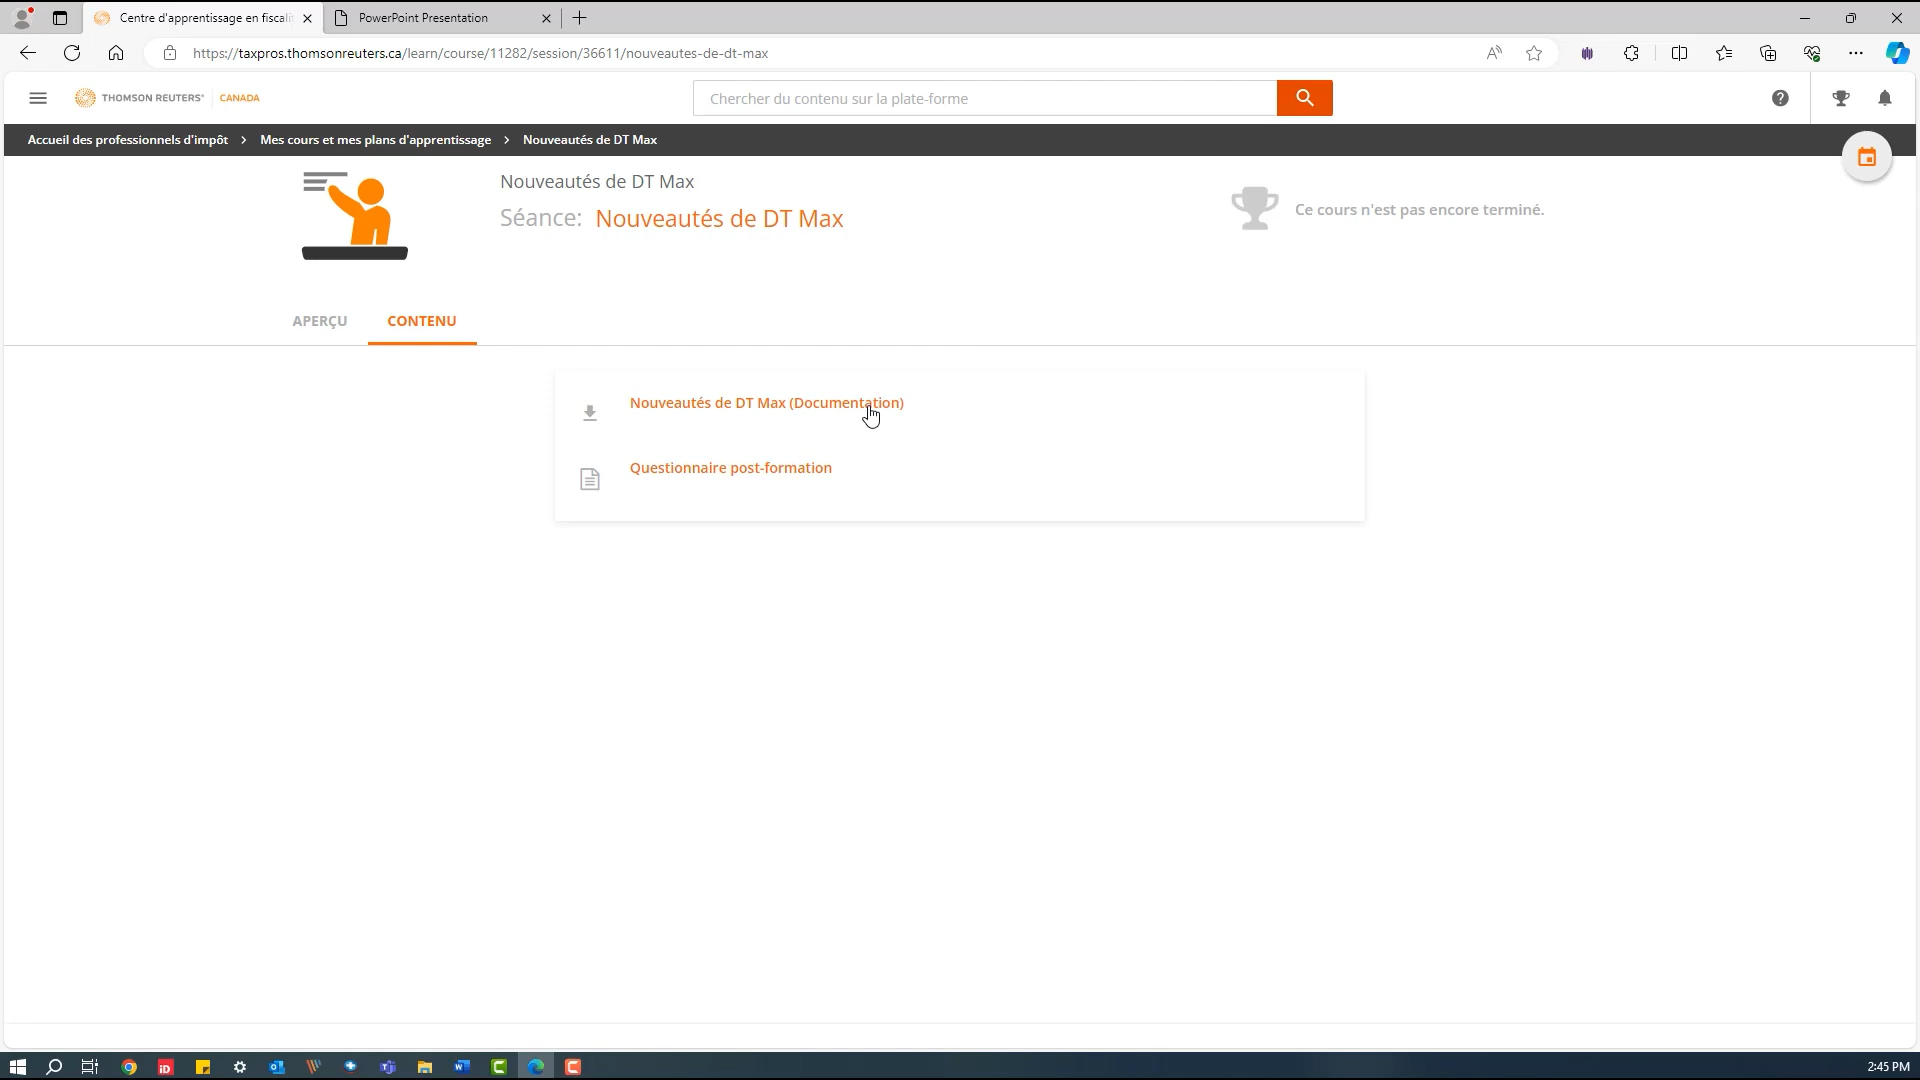 Centre d'apprentissage en fiscali
PowerPoint Presentation
https://taxpros.thomsonreuters.ca/learn/course/11282/session/36611/nouveautes-de-dt-max
THOMSON REUTERS® CANADA
Chercher du contenu sur la plate-forme
Accueil des professionnels d'impôt > Mes cours et mes plans d'apprentissage > Nouveautés de DT Max
Nouveautés de DT Max
Séance: Nouveautés de DT Max
Ce cours n'est pas encore terminé.
APERÇU CONTENU
Nouveautés de DT Max (Documentation)
Questionnaire post-formation
2:45 PM